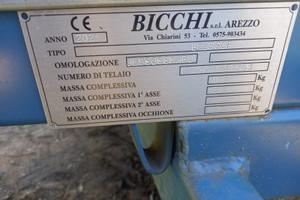 CE BICCHI s.r.l. AREZZO
Via Chiarini 53 - Tel. 0575-903434
ANNO
TIPO
OMOLOGAZIONE
NUMERO DI TELAIO
MASSA COMPLESSIVA Kg
MASSA COMPLESSIVA 1° ASSE Kg
MASSA COMPLESSIVA 2° ASSE Kg
MASSA COMPLESSIVA OCCHIONE Kg